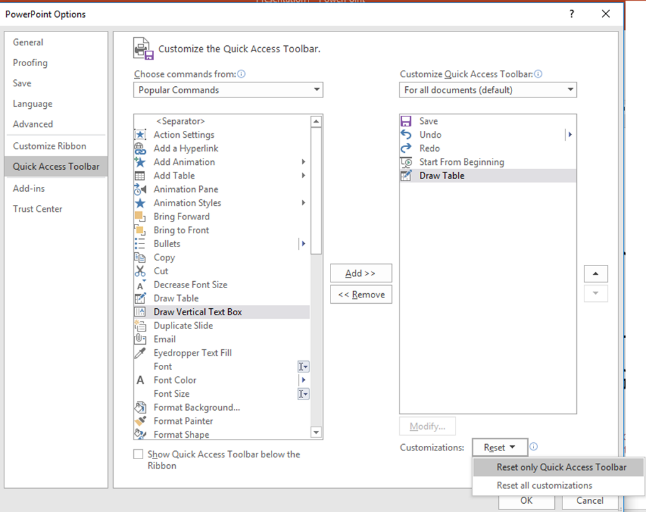 PowerPoint Options
?
General
Proofing
Save
Language
Advanced
Customize Ribbon
Quick Access Toolbar
Add-ins
Trust Center
Customize the Quick Access Toolbar.
Choose commands from:
Popular Commands
<Separator>
Action Settings
Add a Hyperlink
Add Animation
Add Table
Animation Pane
Animation Styles
Bring Forward
Bring to Front
Bullets
Copy
Cut
Decrease Font Size
Draw Table
Draw Vertical Text Box
Duplicate Slide
Email
Eyedropper Text Fill
Font
Font Color
Font Size
Format Background...
Format Painter
Format Shape
Show Quick Access Toolbar below the
Ribbon
Add >>
<< Remove
Customize Quick Access Toolbar:
For all documents (default)
Save
Undo
Redo
Start From Beginning
Draw Table
Modify...
Customizations:
Reset
Reset only Quick Access Toolbar
Reset all customizations
OK
Cancel